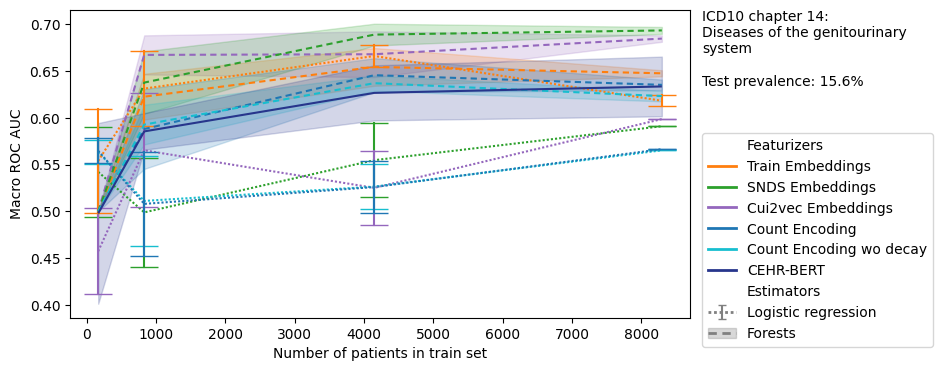 ICD10 chapter 14:
Diseases of the genitourinary
system
Test prevalence: 15.6%
Macro ROC AUC
0.70
0.65
0.60
0.55
0.50
0.45
0.40
0
1000
2000
3000
4000
5000
6000
7000
8000
Number of patients in train set
Featurizers
Train Embeddings
SNDS Embeddings
Cui2vec Embeddings
Count Encoding
Count Encoding wo decay
CEHR-BERT
Estimators
Logistic regression
Forests